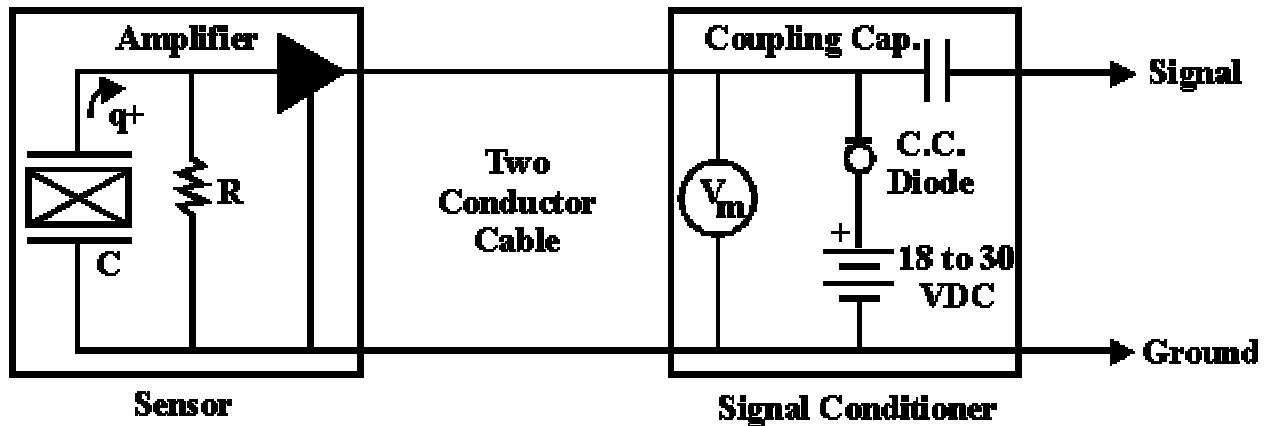 Amplifier
q+
R
C
Sensor
Two
Conductor
Cable
Coupling Cap.
Vm
C.C.
Diode
+
18 to 30
VDC
Signal Conditioner
Signal
Ground